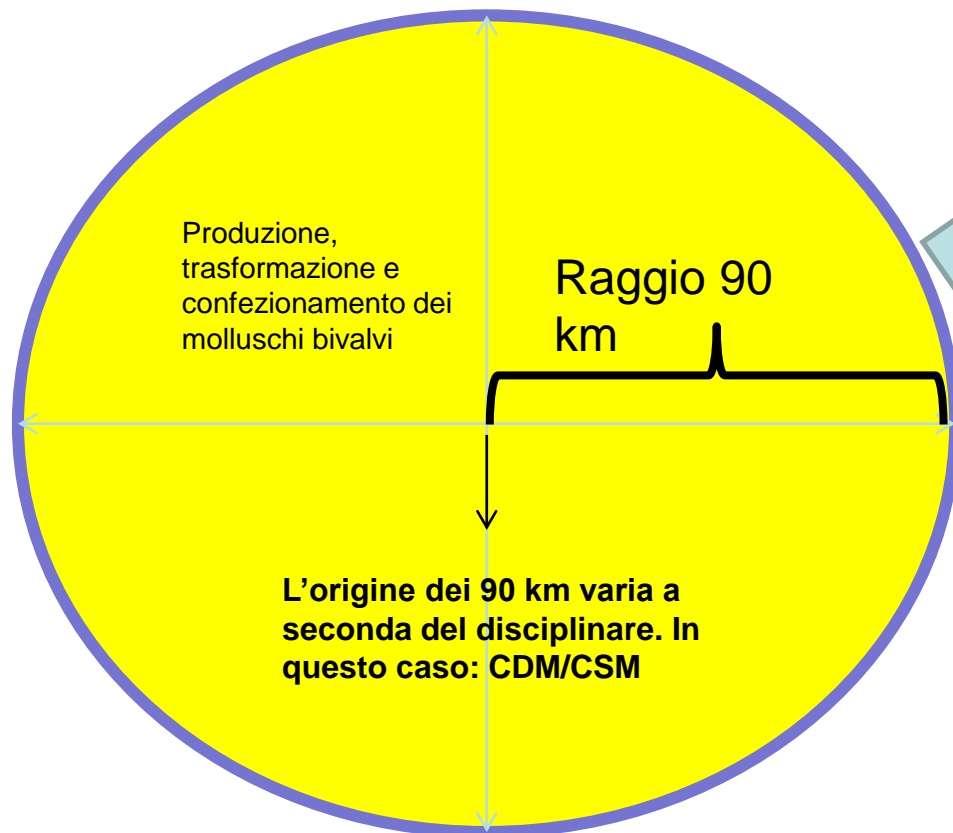 Produzione,
trasformazione e
confezionamento dei
molluschi bivalvi
Raggio 90
km
L’origine dei 90 km varia a
seconda del disciplinare. In
questo caso: CDM/CSM